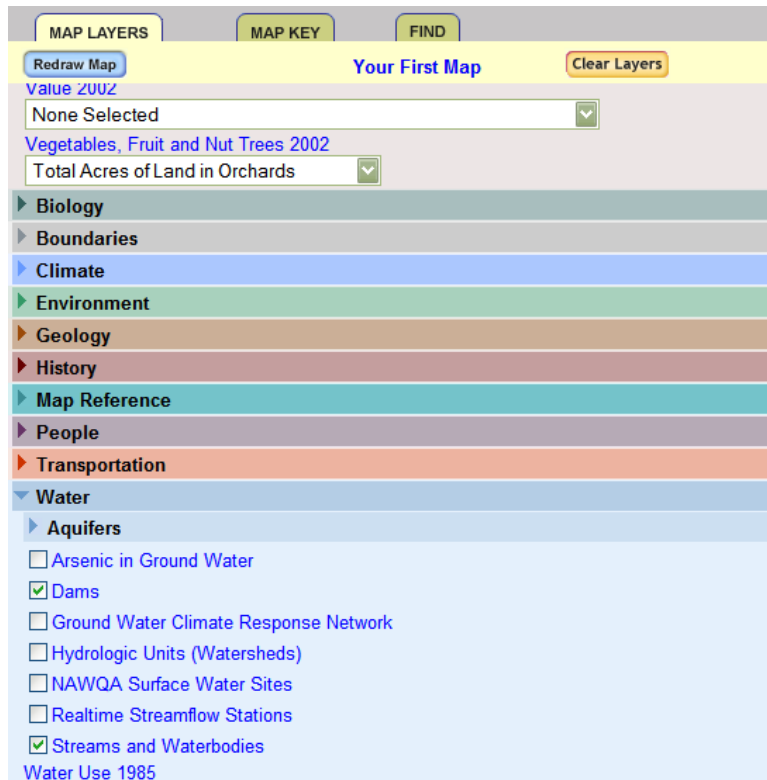 MAP LAYERS MAP KEY FIND
Redraw Map Your First Map Clear Layers
Value 2002
None Selected
Vegetables, Fruit and Nut Trees 2002
Total Acres of Land in Orchards
Biology
Boundaries
Climate
Environment
Geology
History
Map Reference
People
Transportation
Water
Aquifers
Arsenic in Ground Water
Dams
Ground Water Climate Response Network
Hydrologic Units (Watersheds)
NAWQA Surface Water Sites
Realtime Streamflow Stations
Streams and Waterbodies
Water Use 1985